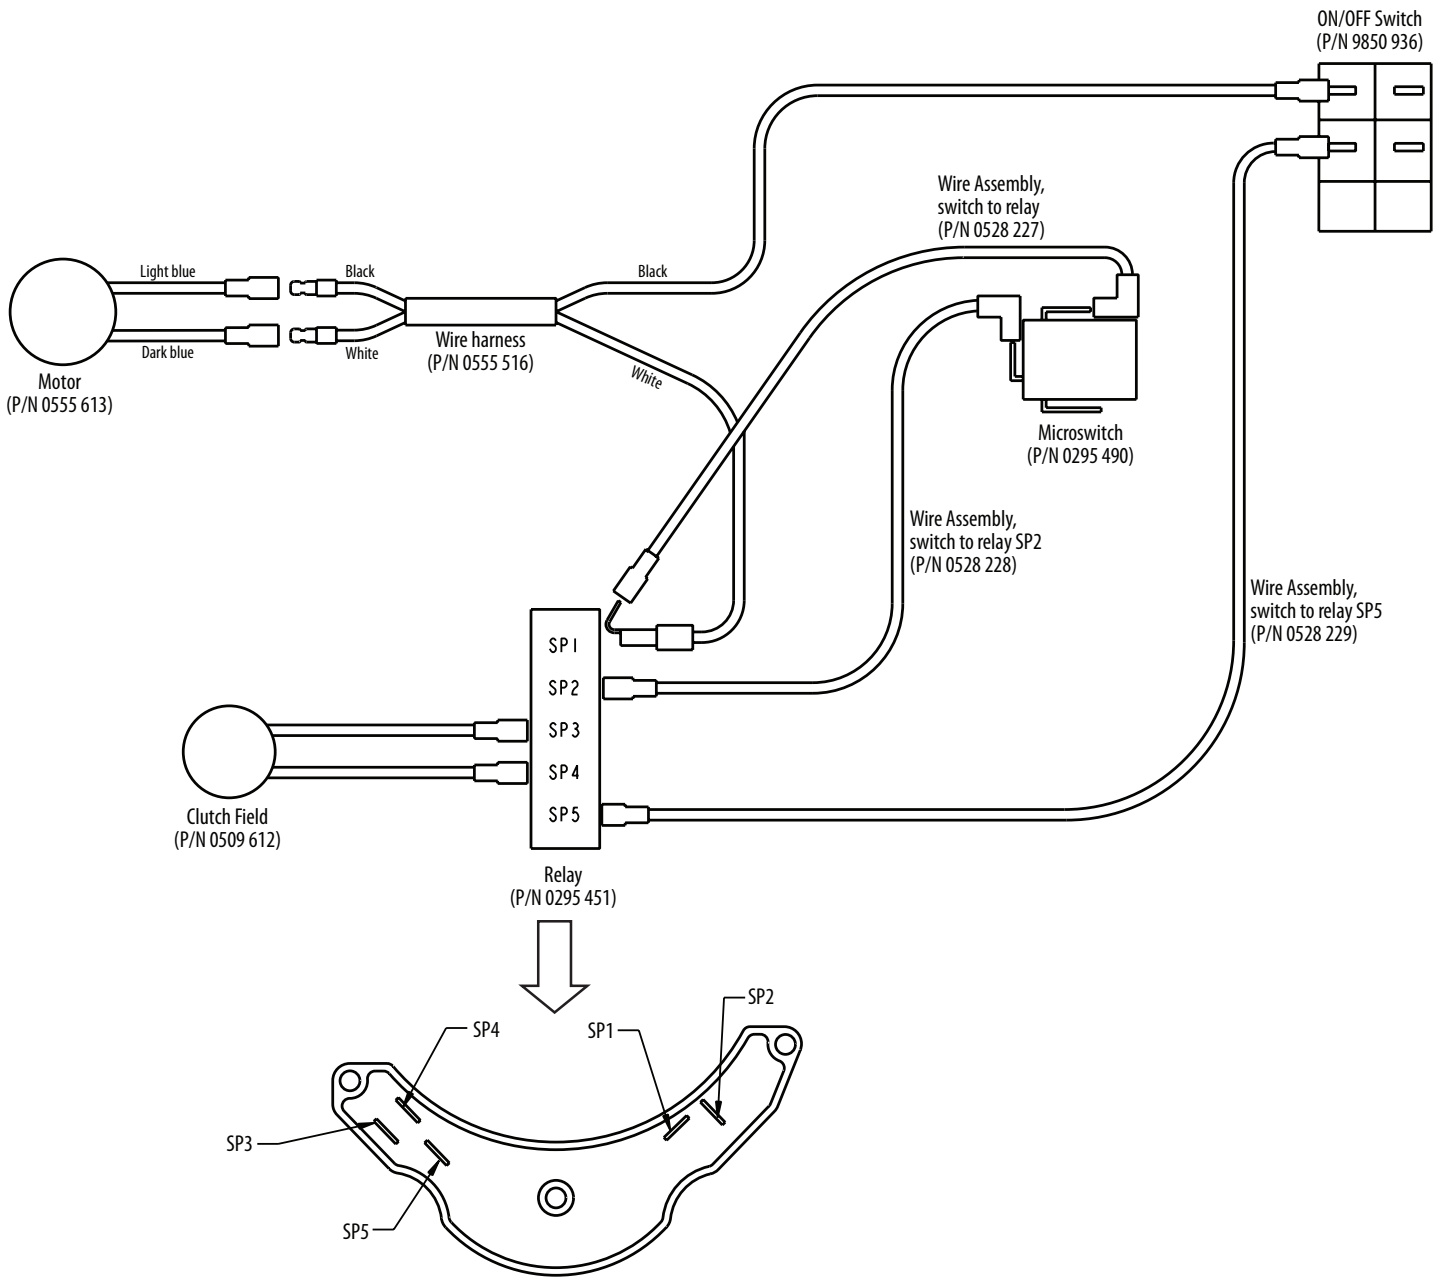 ON/OFF Switch
(P/N 9850 936)
Wire Assembly,
switch to relay
(P/N 0528 227)
Light blue
Black
Black
Dark blue
White
Wire harness
(P/N 0555 516)
White
Motor
(P/N 0555 613)
Microswitch
(P/N 0295 490)
Wire Assembly,
switch to relay SP2
(P/N 0528 228)
Wire Assembly,
switch to relay SP5
(P/N 0528 229)
SP1
SP2
SP3
SP4
SP5
Clutch Field
(P/N 0509 612)
Relay
(P/N 0295 451)
SP2
SP4
SP1
SP3
SP5